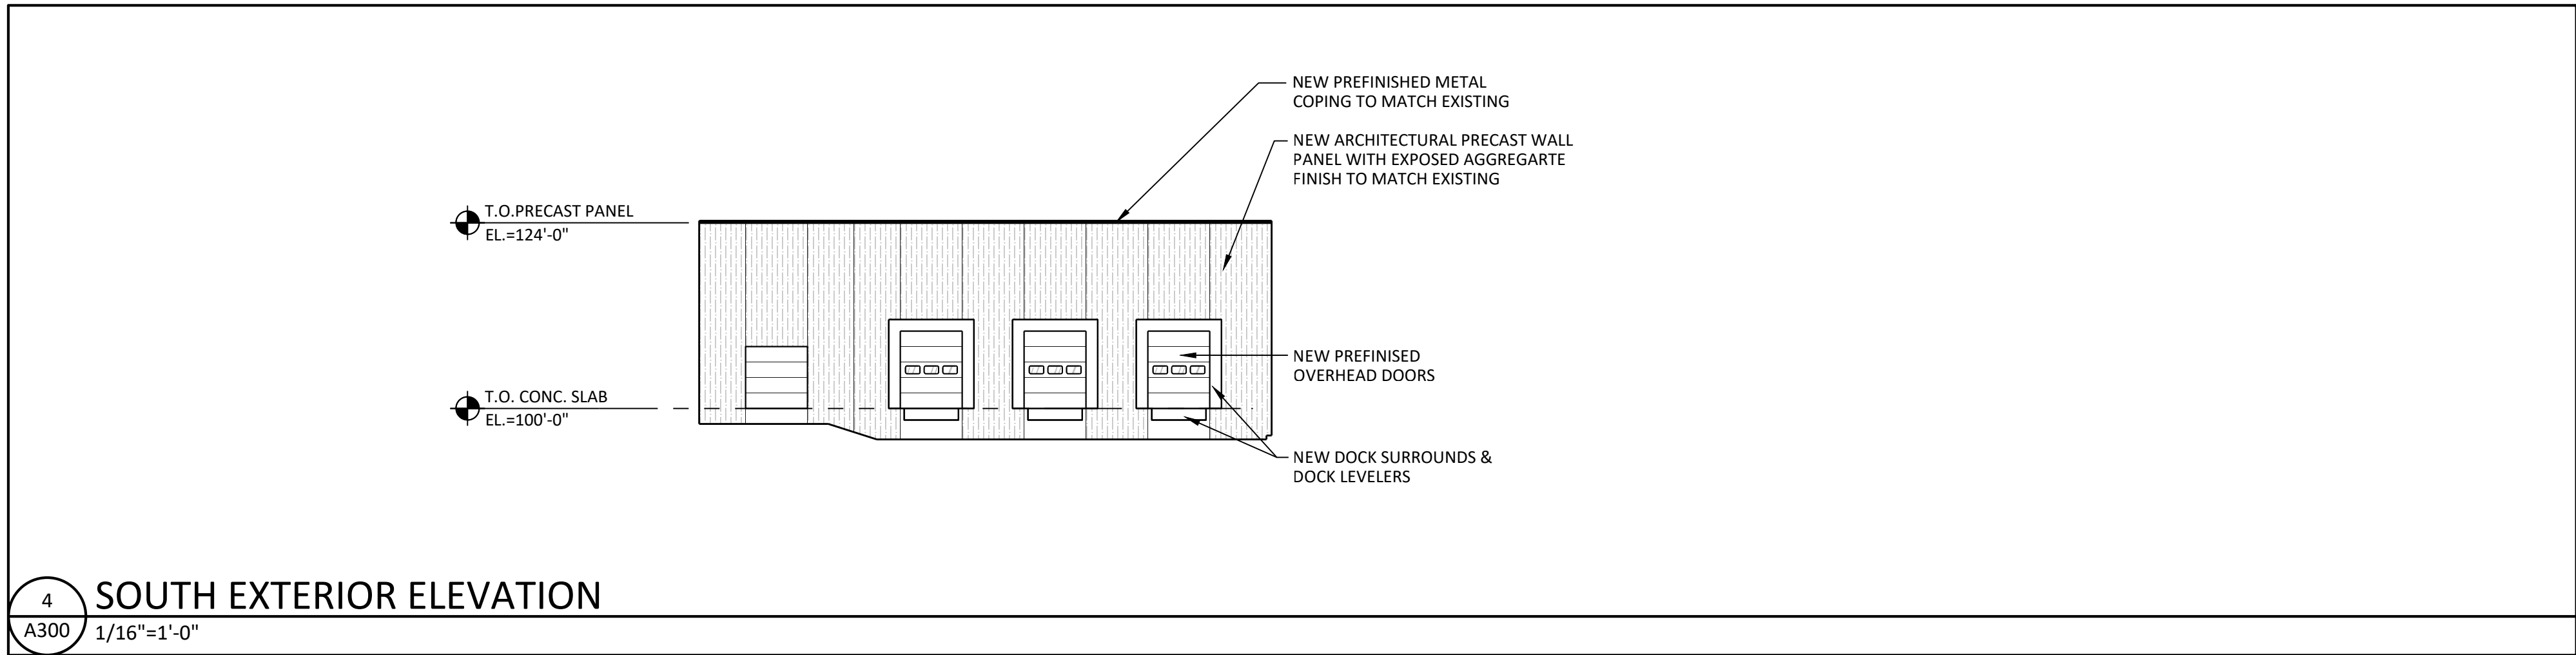 NEW PREFINISHED METAL
COPING TO MATCH EXISTING
NEW ARCHITECTURAL PRECAST WALL
PANEL WITH EXPOSED AGGREGARTE
FINISH TO MATCH EXISTING
T.O.PRECAST PANEL
EL.=124'-0"
NEW PREFINISED
OVERHEAD DOORS
T.O. CONC. SLAB
EL.=100'-0"
NEW DOCK SURROUNDS &
DOCK LEVELERS
4
SOUTH EXTERIOR ELEVATION
A300
1/16"=1'-0"